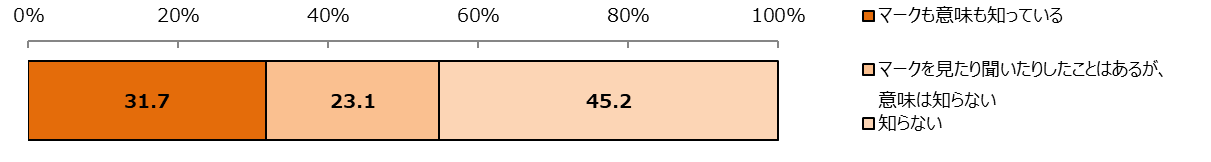 0% 20% 40% 60% 80% 100%
31.7 23.1 45.2
マークも意味も知っている
マークを見たり聞いたりしたことはあるが、
意味は知らない
知らない